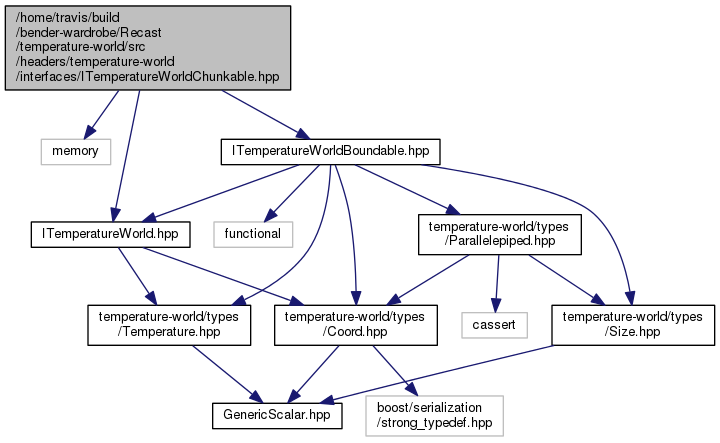 /home/travis/build
/bender-wardrobe/Recast
/temperature-world/src
/headers/temperature-world
/interfaces/ITemperatureWorldChunkable.hpp
memory
ITemperatureWorldBoundable.hpp
ITemperatureWorld.hpp
functional
temperature-world/types
/Parallelepiped.hpp
temperature-world/types
/Temperature.hpp
temperature-world/types
/Coord.hpp
cassert
temperature-world/types
/Size.hpp
GenericScalar.hpp
boost/serialization
/strong_typedef.hpp